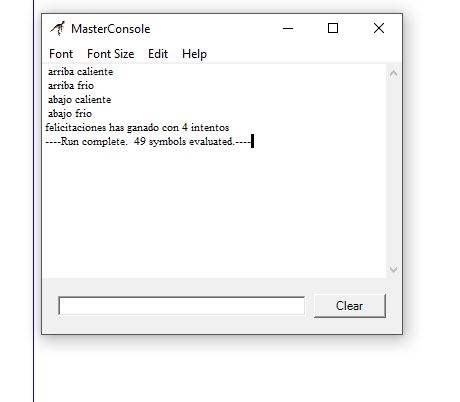 MasterConsole
Font Font Size Edit Help
arriba caliente
arriba frio
abajo caliente
abajo frio
felicitaciones has ganado con 4 intentos
----Run complete.  49 symbols evaluated.----
Clear